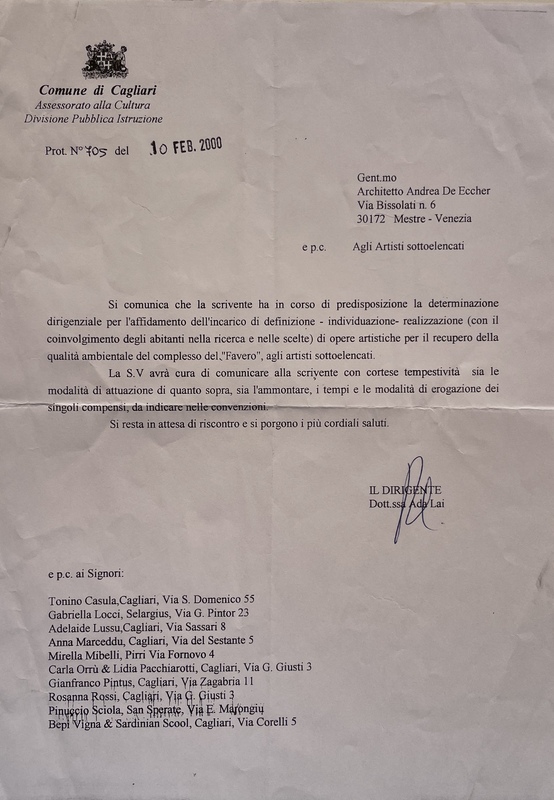 Comune di Cagliari
Assessorato alla Cultura
Divisione Pubblica Istruzione
Prot. N° 705 del 10 FEB. 2000
Gent.mo
Architetto Andrea De Eccher
Via Bissolati n. 6
30172 Mestre - Venezia
e p.c. Agli Artisti sottoelencati
Si comunica che la scrivente ha in corso di predisposizione la determinazione
dirigenziale per l'affidamento dell'incarico di definizione - individuazione- realizzazione (con il
coinvolgimento degli abitanti nella ricerca e nelle scelte) di opere artistiche per il recupero della
qualità ambientale del complesso del,"Favero", agli artisti sottoelencati.
La S.V avrà cura di comunicare alla scrivente con cortese tempestività sia le
modalità di attuazione di quanto sopra, sia l'ammontare, i tempi e le modalità di erogazione dei
singoli compensi, da indicare nelle convenzioni.
Si resta in attesa di riscontro e si porgono i più cordiali saluti.
IL DIRIGENTE
Dott.ssa Ada Lai
e p.c. ai Signori:
Tonino Casula,Cagliari, Via S. Domenico 55
Gabriella Locci, Selargius, Via G. Pintor 23
Adelaide Lussu,Cagliari, Via Sassari 8
Anna Marceddu, Cagliari, Via del Sestante 5
Mirella Mibelli, Pirri Via Fornovo 4
Carla Orrù & Lidia Pacchiarotti, Cagliari, Via G. Giusti 3
Gianfranco Pintus, Cagliari, Via Zagabria 11
Rosanna Rossi, Cagliari, Via G. Giusti 3
Pinuccio Sciola, San Sperate, Via E. Marongiu
Bepi Vigna & Sardinian Scool, Cagliari, Via Corelli 5